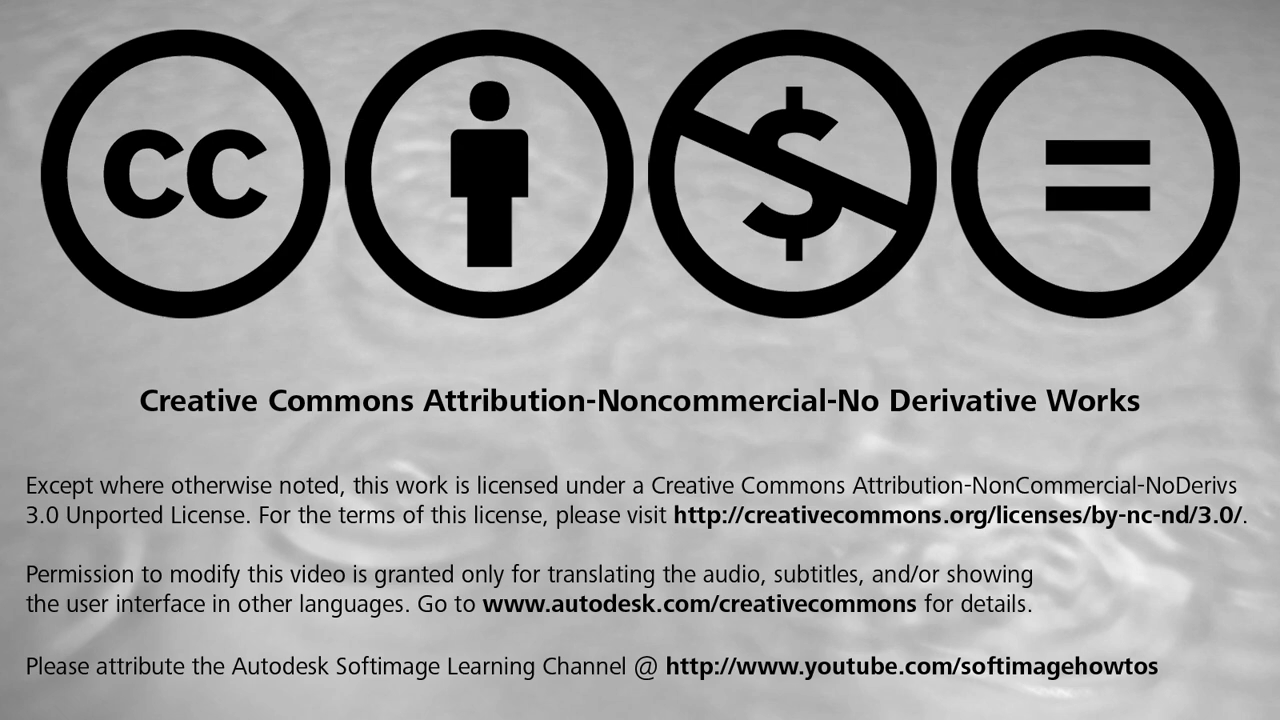 cc $ =
Creative Commons Attribution-Noncommercial-No Derivative Works
Except where otherwise noted, this work is licensed under a Creative Commons Attribution-NonCommercial-NoDerivs
3.0 Unported License. For the terms of this license, please visit http://creativecommons.org/licenses/by-nc-nd/3.0/.
Permission to modify this video is granted only for translating the audio, subtitles, and/or showing
the user interface in other languages. Go to www.autodesk.com/creativecommons for details.
Please attribute the Autodesk Softimage Learning Channel @ http://www.youtube.com/softimagehowtos